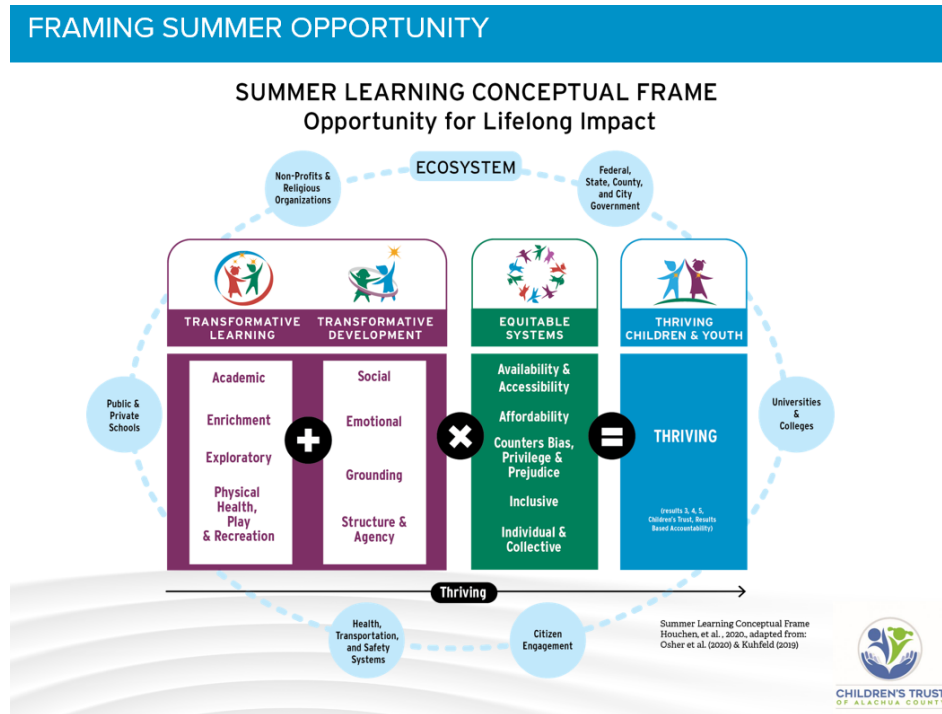 FRAMING SUMMER OPPORTUNITY
SUMMER LEARNING CONCEPTUAL FRAME
Opportunity for Lifelong Impact
ECOSYSTEM
Non-Profits &
Religious
Organizations
Federal,
State, County,
and City
Government
TRANSFORMATIVE
LEARNING
TRANSFORMATIVE
DEVELOPMENT
EQUITABLE
SYSTEMS
THRIVING
CHILDREN & YOUTH
Public &
Private
Schools
Academic
Enrichment
Exploratory
Physical
Health,
Play
& Recreation
+
Social
Emotional
Grounding
Structure &
Agency
×
Availability &
Accessibility
Affordability
Counters Bias,
Privilege &
Prejudice
Inclusive
Individual &
Collective
=
THRIVING
(results 3, 4, 5,
Children's Trust, Results
Based Accountability)
Universities
&
Colleges
Thriving
Health,
Transportation,
and Safety
Systems
Citizen
Engagement
Summer Learning Conceptual Frame
Houchen, et al. , 2020., adapted from:
Osher et al. (2020) & Kuhfeld (2019)
CHILDREN'S TRUST
OF ALACHUA COUNTY